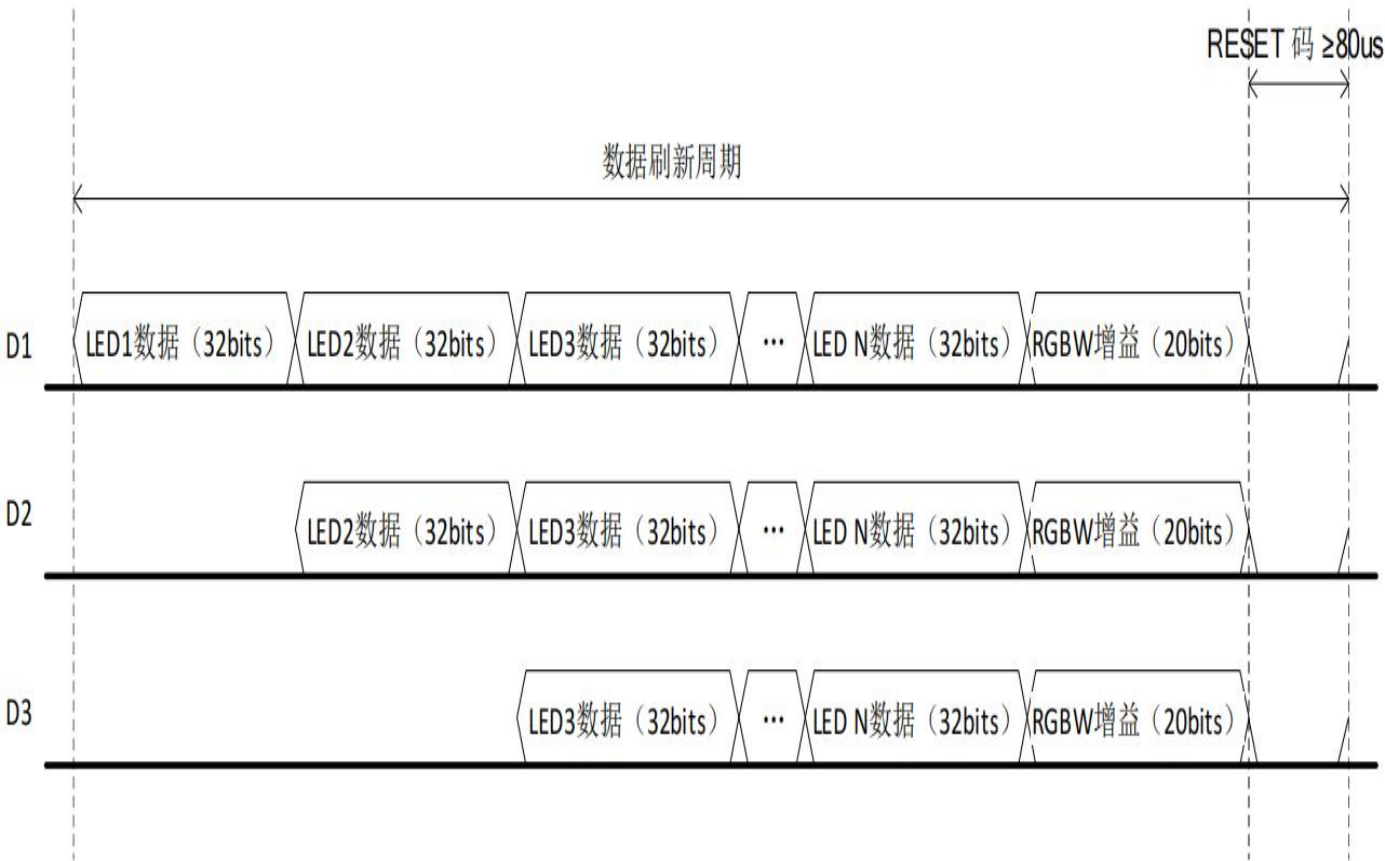 RESET 码 ≥80us
数据刷新周期
D1
LED1数据（32bits）
LED2数据（32bits）
LED3数据（32bits）
···
LED N数据（32bits）
RGBW增益（20bits）
D2
LED2数据（32bits）
LED3数据（32bits）
···
LED N数据（32bits）
RGBW增益（20bits）
D3
LED3数据（32bits）
···
LED N数据（32bits）
RGBW增益（20bits）